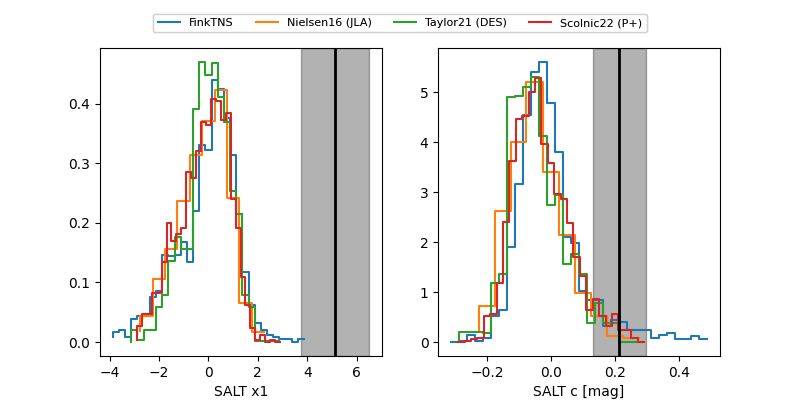 FinkTNS Nielsen16 (JLA) Taylor21 (DES) Scolnic22 (P+)
0.4
0.3
0.2
0.1
0.0
−4 −2 0 2 4 6
SALT x1
5
4
3
2
1
0
−0.2 0.0 0.2 0.4
SALT c [mag]